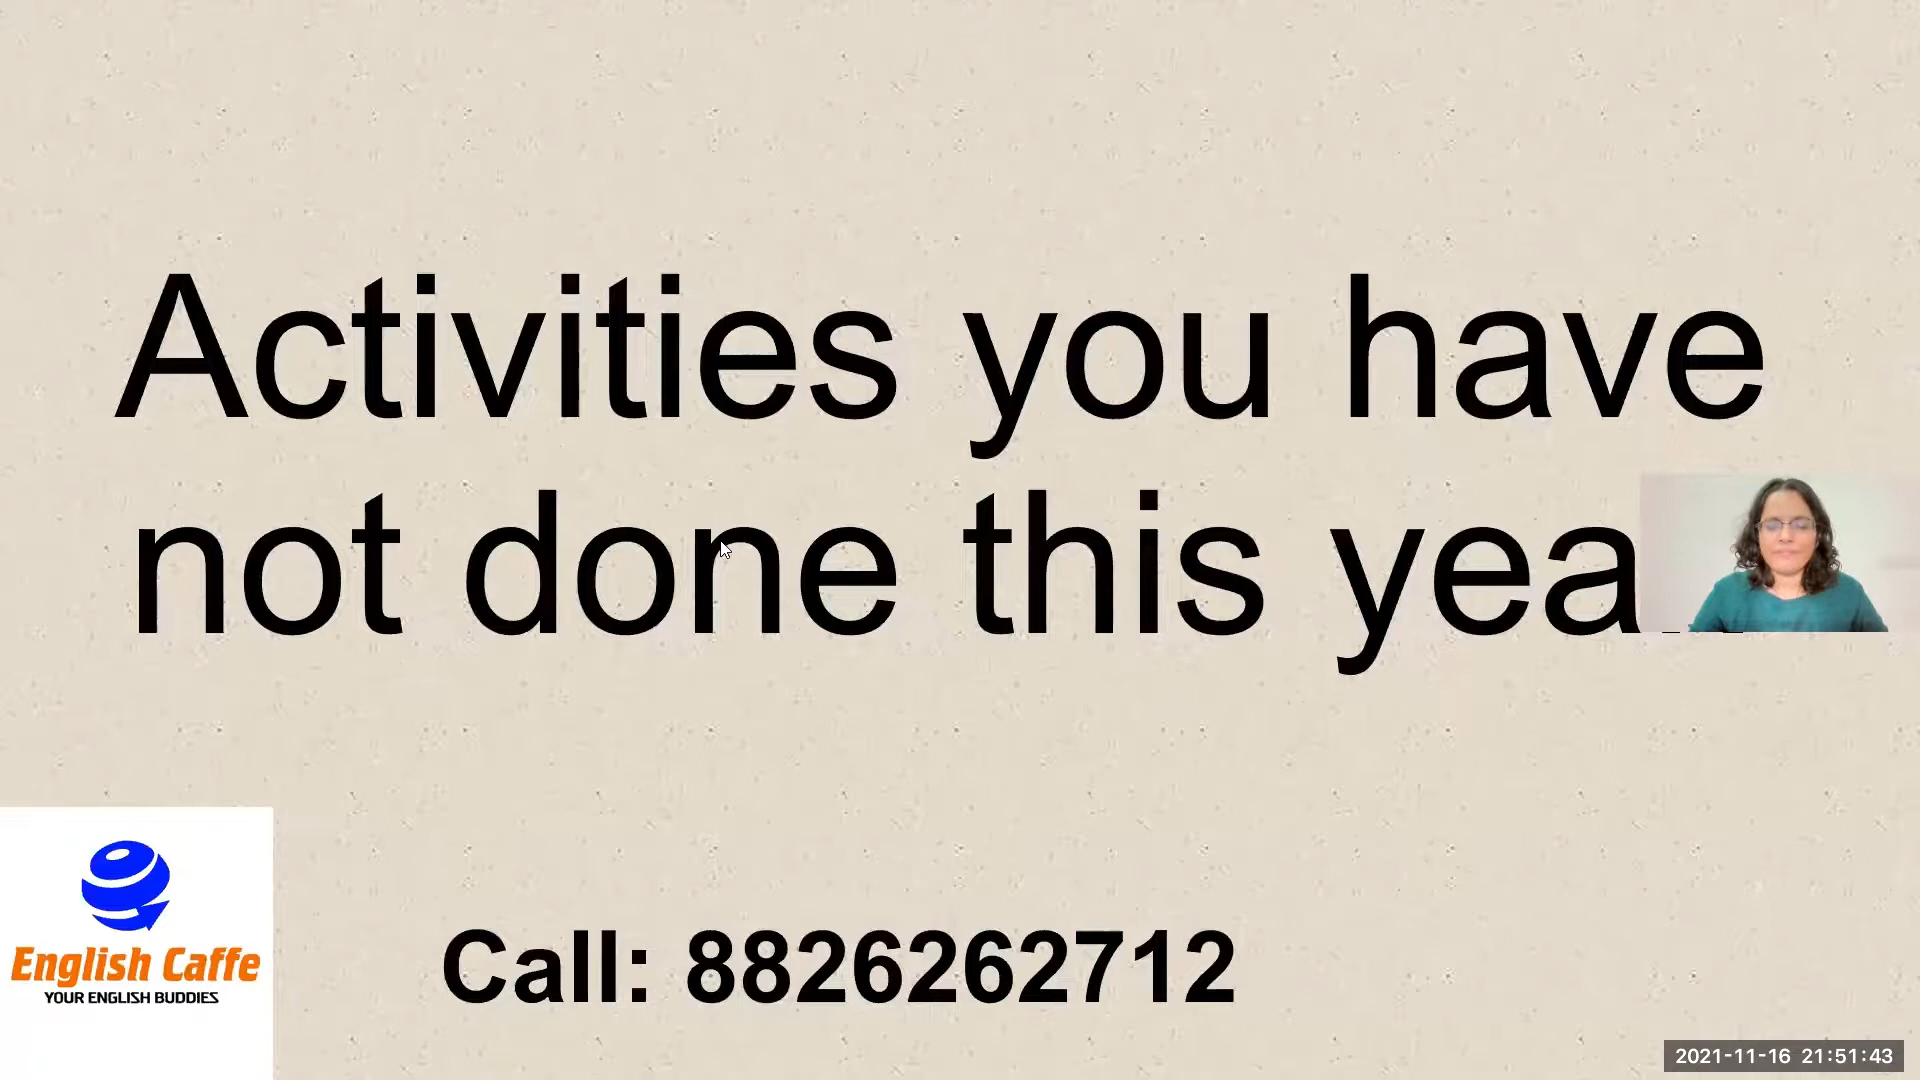 Activities you have
not done this yea
English Caffe
YOUR ENGLISH BUDDIES
Call: 8826262712
2021-11-16 21:51:43